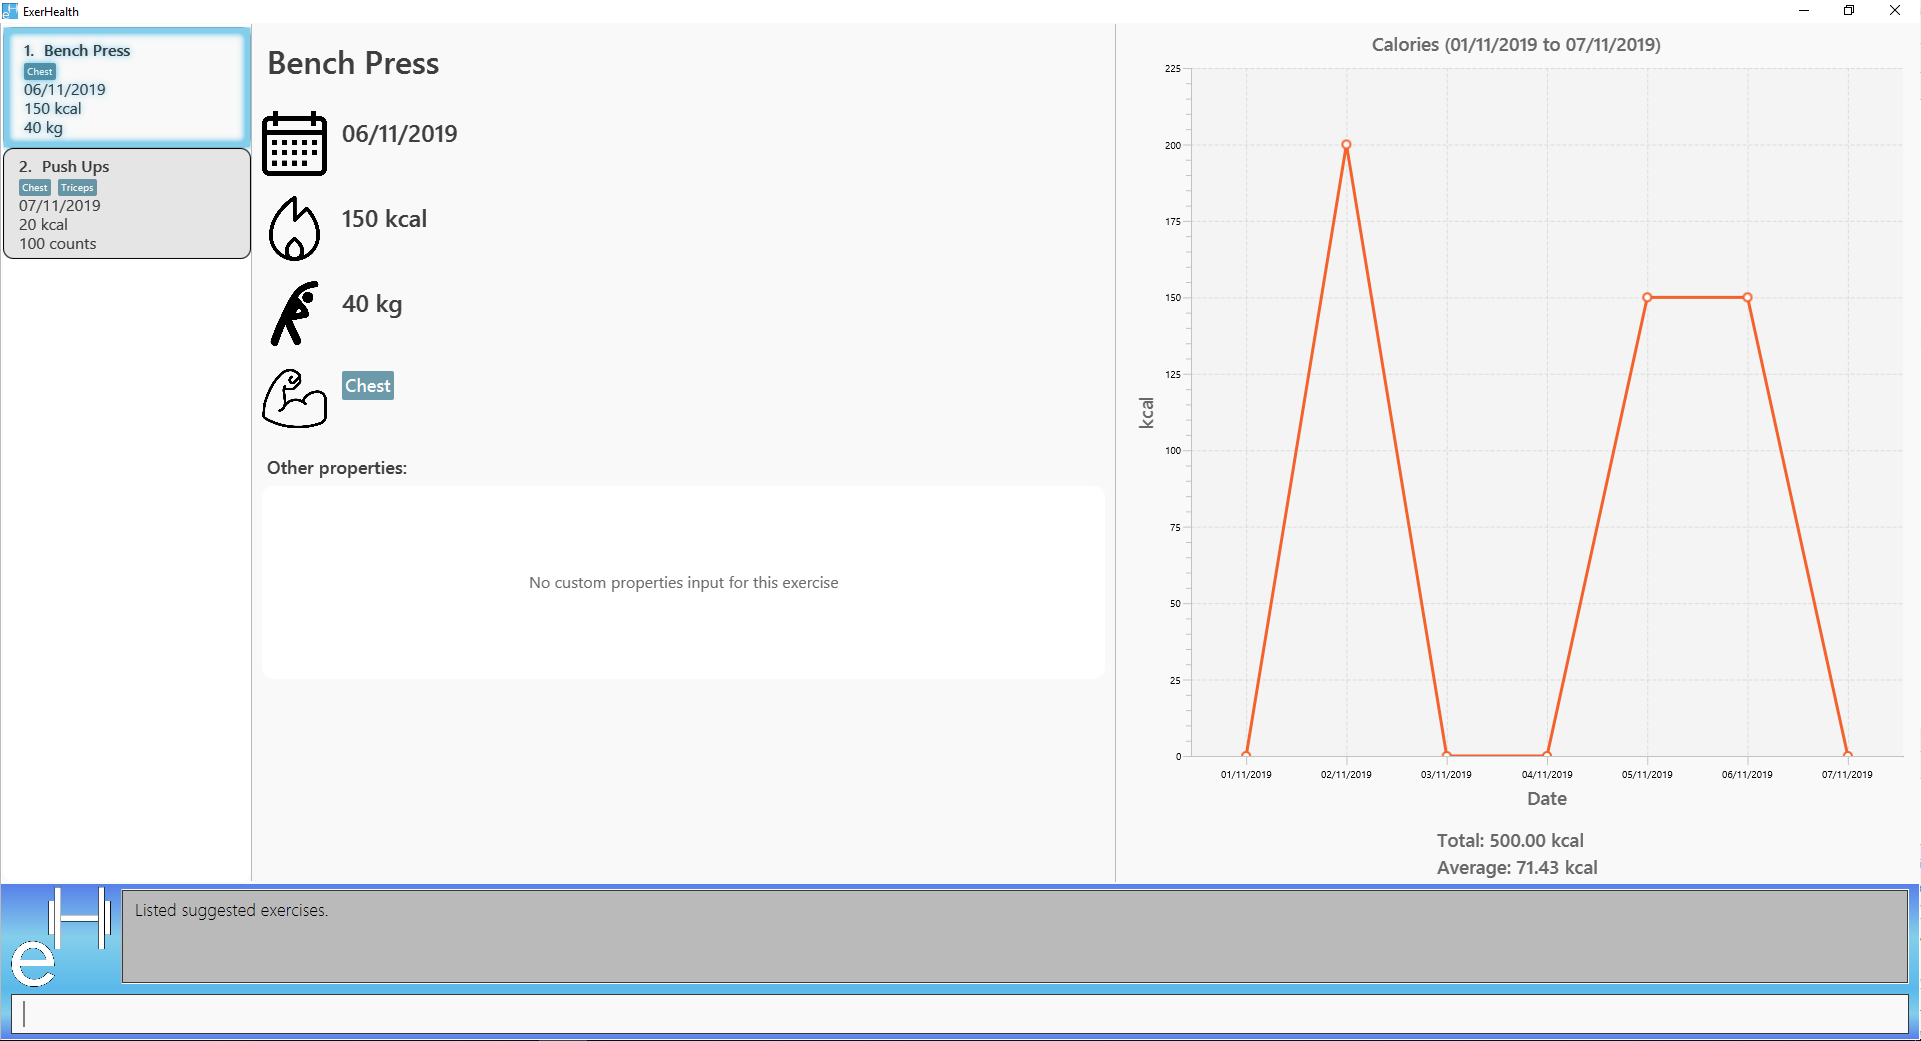 ExerHealth
1. Bench Press
Chest
06/11/2019
150 kcal
40 kg
2. Push Ups
Chest Triceps
07/11/2019
20 kcal
100 counts
Bench Press
06/11/2019
150 kcal
40 kg
Chest
Other properties:
No custom properties input for this exercise
Calories (01/11/2019 to 07/11/2019)
225
200
175
150
125
100
75
50
25
0
kcal
01/11/2019 02/11/2019 03/11/2019 04/11/2019 05/11/2019 06/11/2019 07/11/2019
Date
Total: 500.00 kcal
Average: 71.43 kcal
eH
Listed suggested exercises.